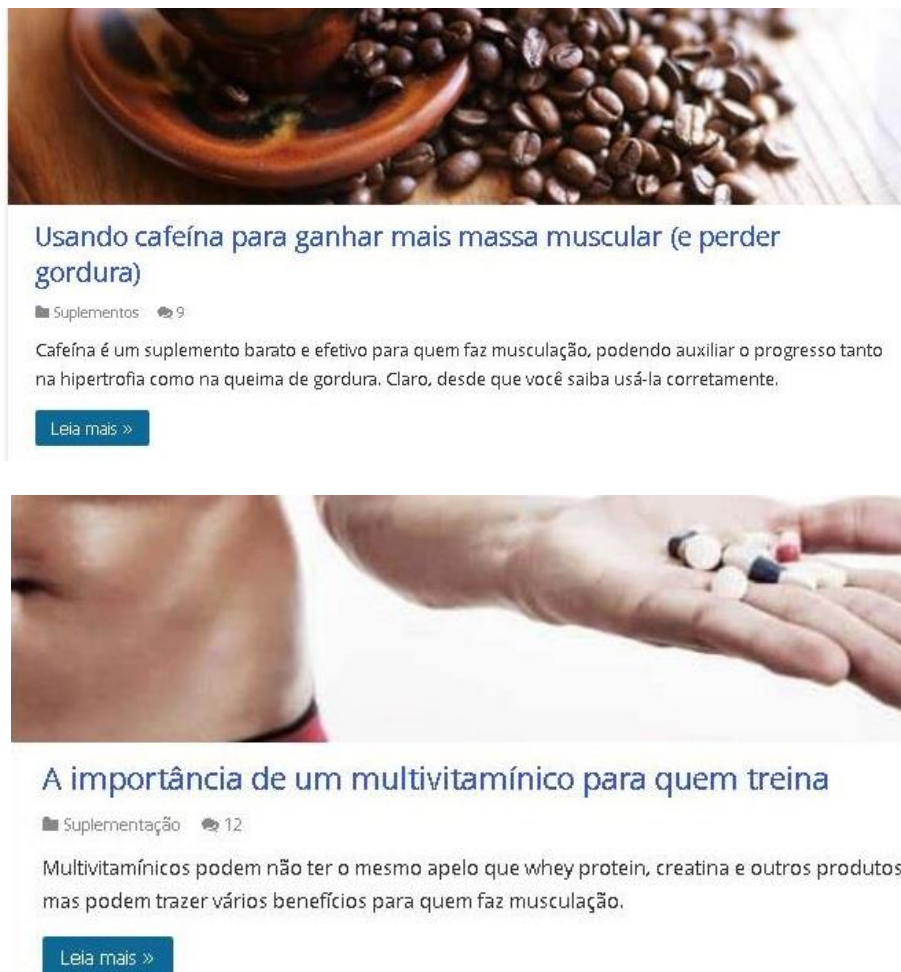 Usando cafeína para ganhar mais massa muscular (e perder
gordura)
Suplementos 9
Cafeína é um suplemento barato e efetivo para quem faz musculação, podendo auxiliar o progresso tanto
na hipertrofia como na queima de gordura. Claro, desde que você saiba usá-la corretamente.
Leia mais »
A importância de um multivitamínico para quem treina
Suplementação 12
Multivitamínicos podem não ter o mesmo apelo que whey protein, creatina e outros produtos
mas podem trazer vários benefícios para quem faz musculação.
Leia mais »